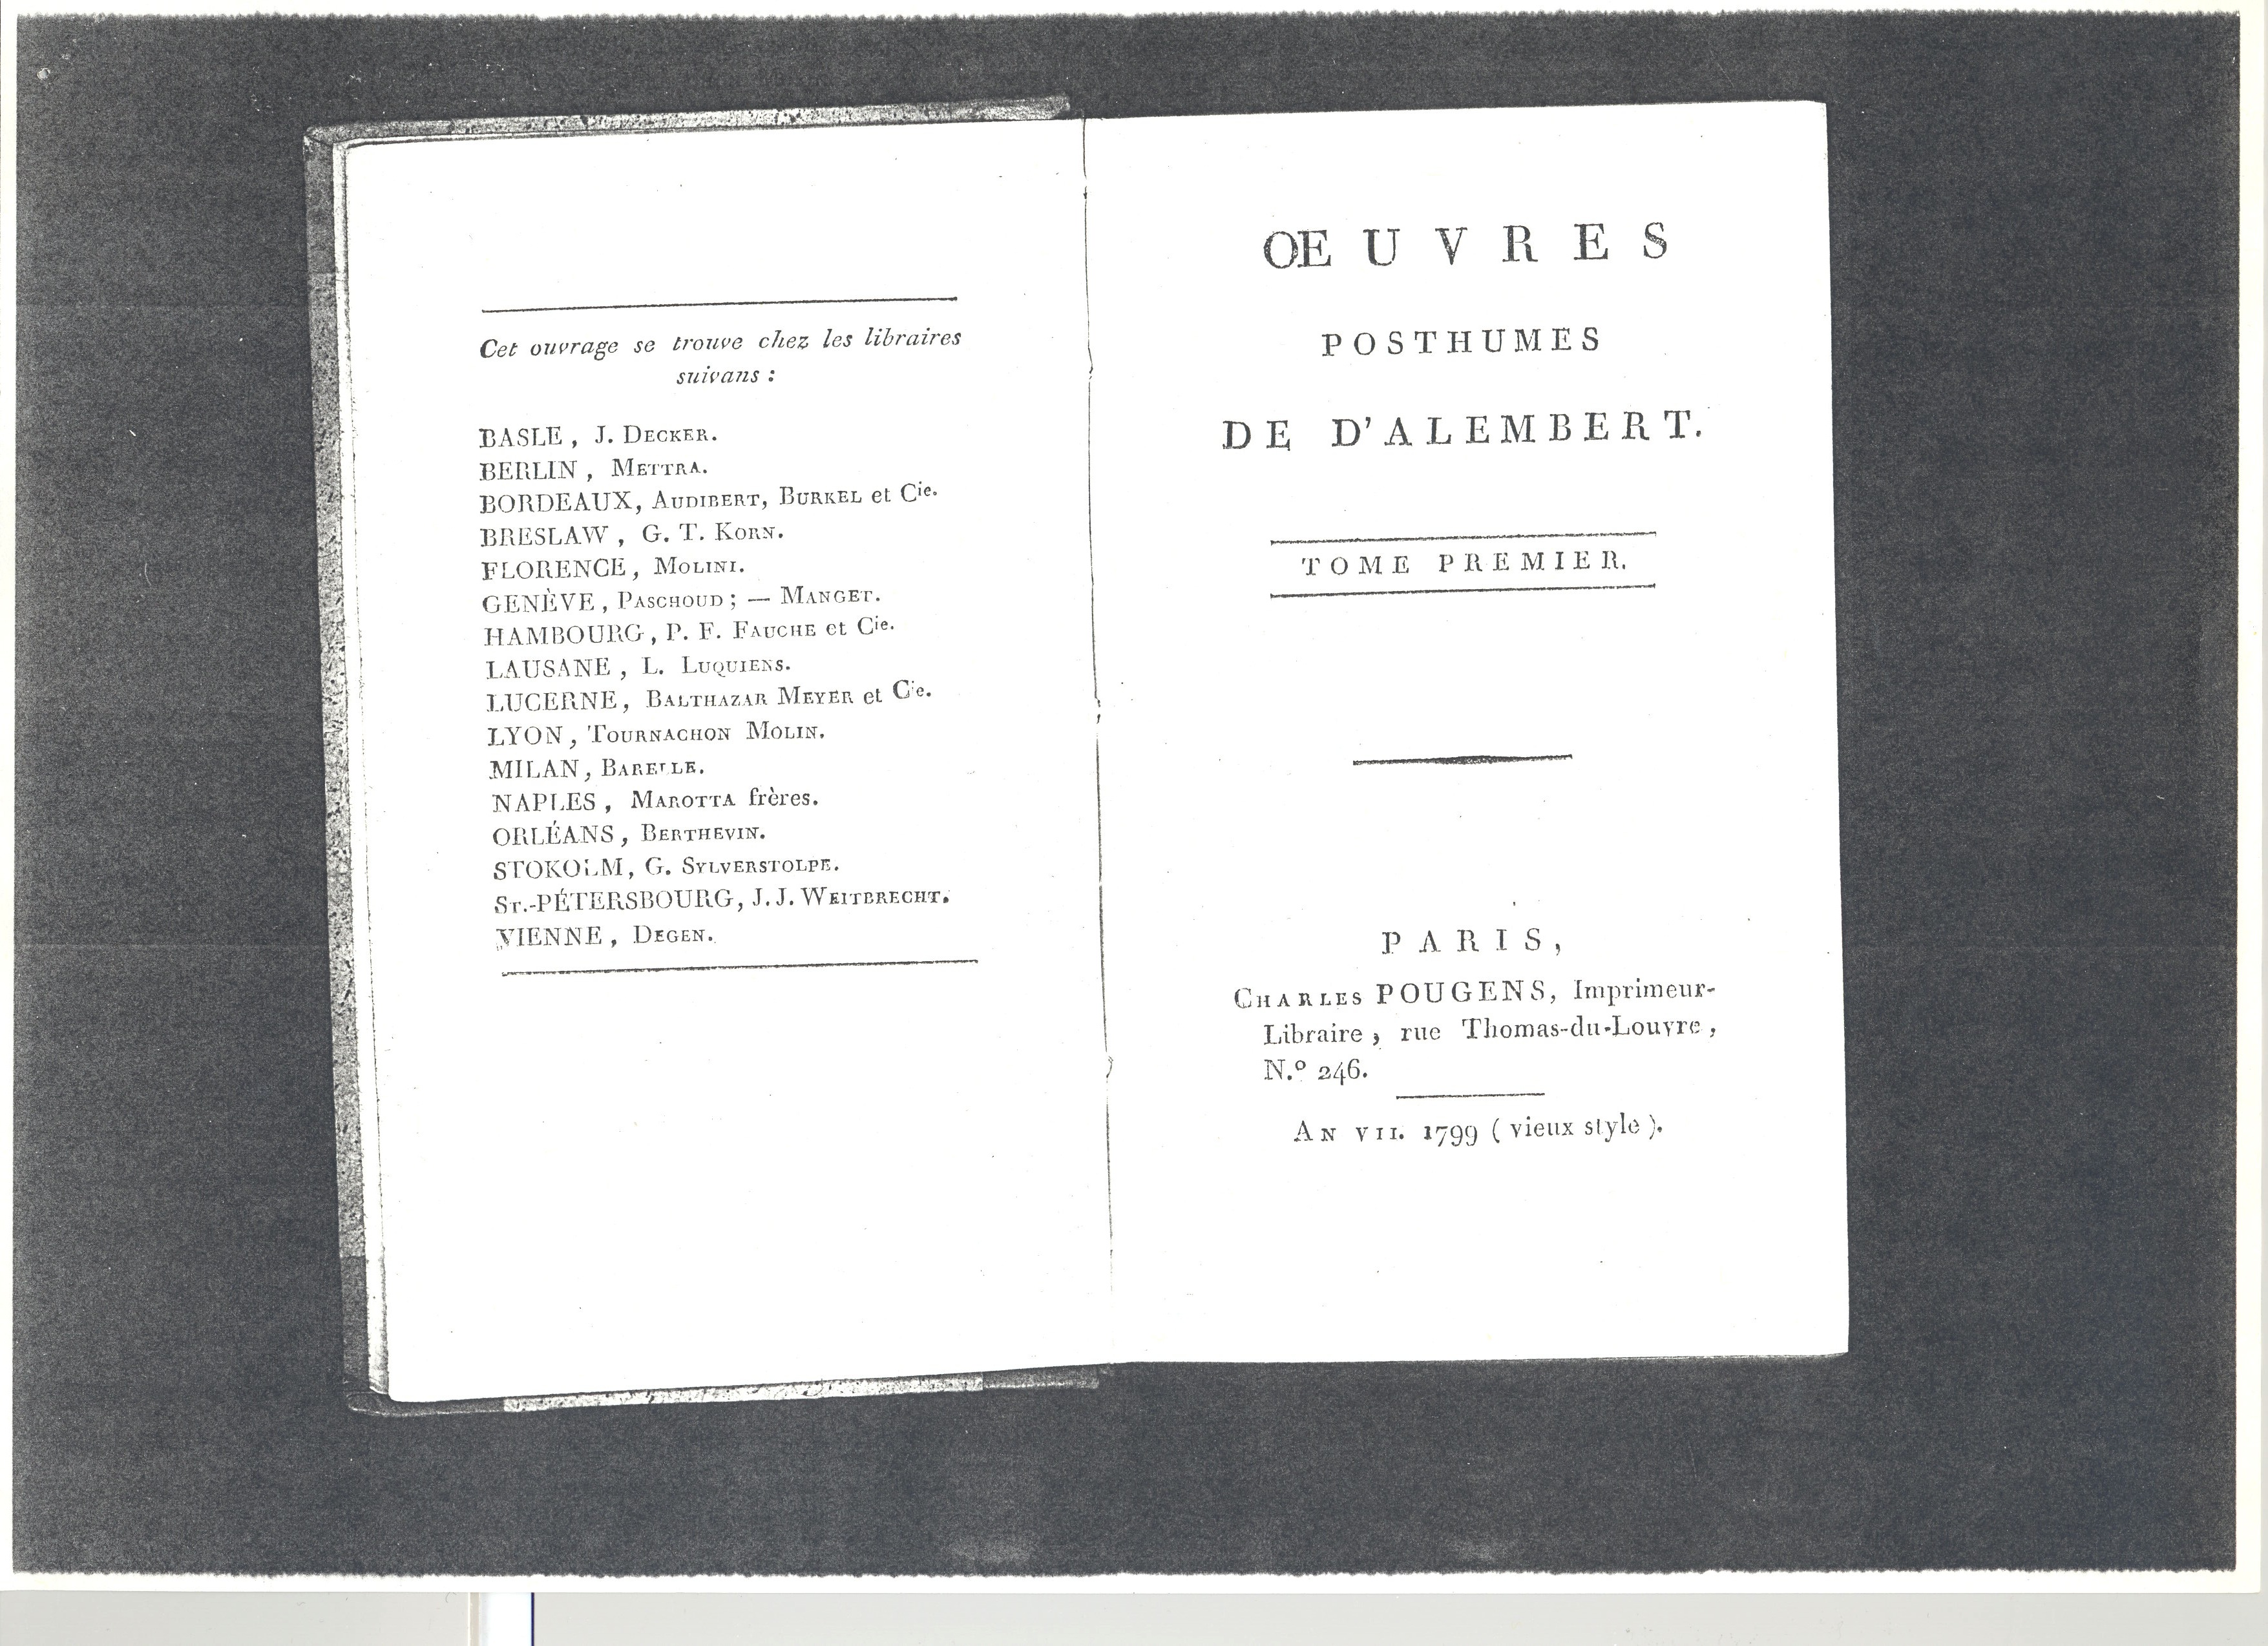 Cet ouvrage se trouve chez les libraires
suivans :
BASLE, J. DECKER.
BERLIN, METTRA.
BORDEAUX, AUDIBERT, BURKEL et Cie.
BRESLAW, G. T. KORN.
FLORENCE, MOLINI.
GENÈVE, PASCHOUD ; — MANGET.
HAMBOURG, P. F. FAUCHE et Cie.
LAUSANE, L. LUQUIENS.
LUCERNE, BALTHAZAR MEYER et Cie.
LYON, TOURNACHON MOLIN.
MILAN, BARELLE.
NAPLES, MAROTTA frères.
ORLÉANS, BERTHEVIN.
STOKOLM, G. SYLVERSTOLPE.
ST.-PÉTERSBOURG, J. J. WEITBRECHT.
VIENNE, DEGEN.
ŒUVRES
POSTHUMES
DE D'ALEMBERT.
TOME PREMIER.
PARIS,
CHARLES POUGENS, Imprimeur-
Libraire, rue Thomas-du-Louvre,
N.º 246.
AN VII. 1799 ( vieux style ).